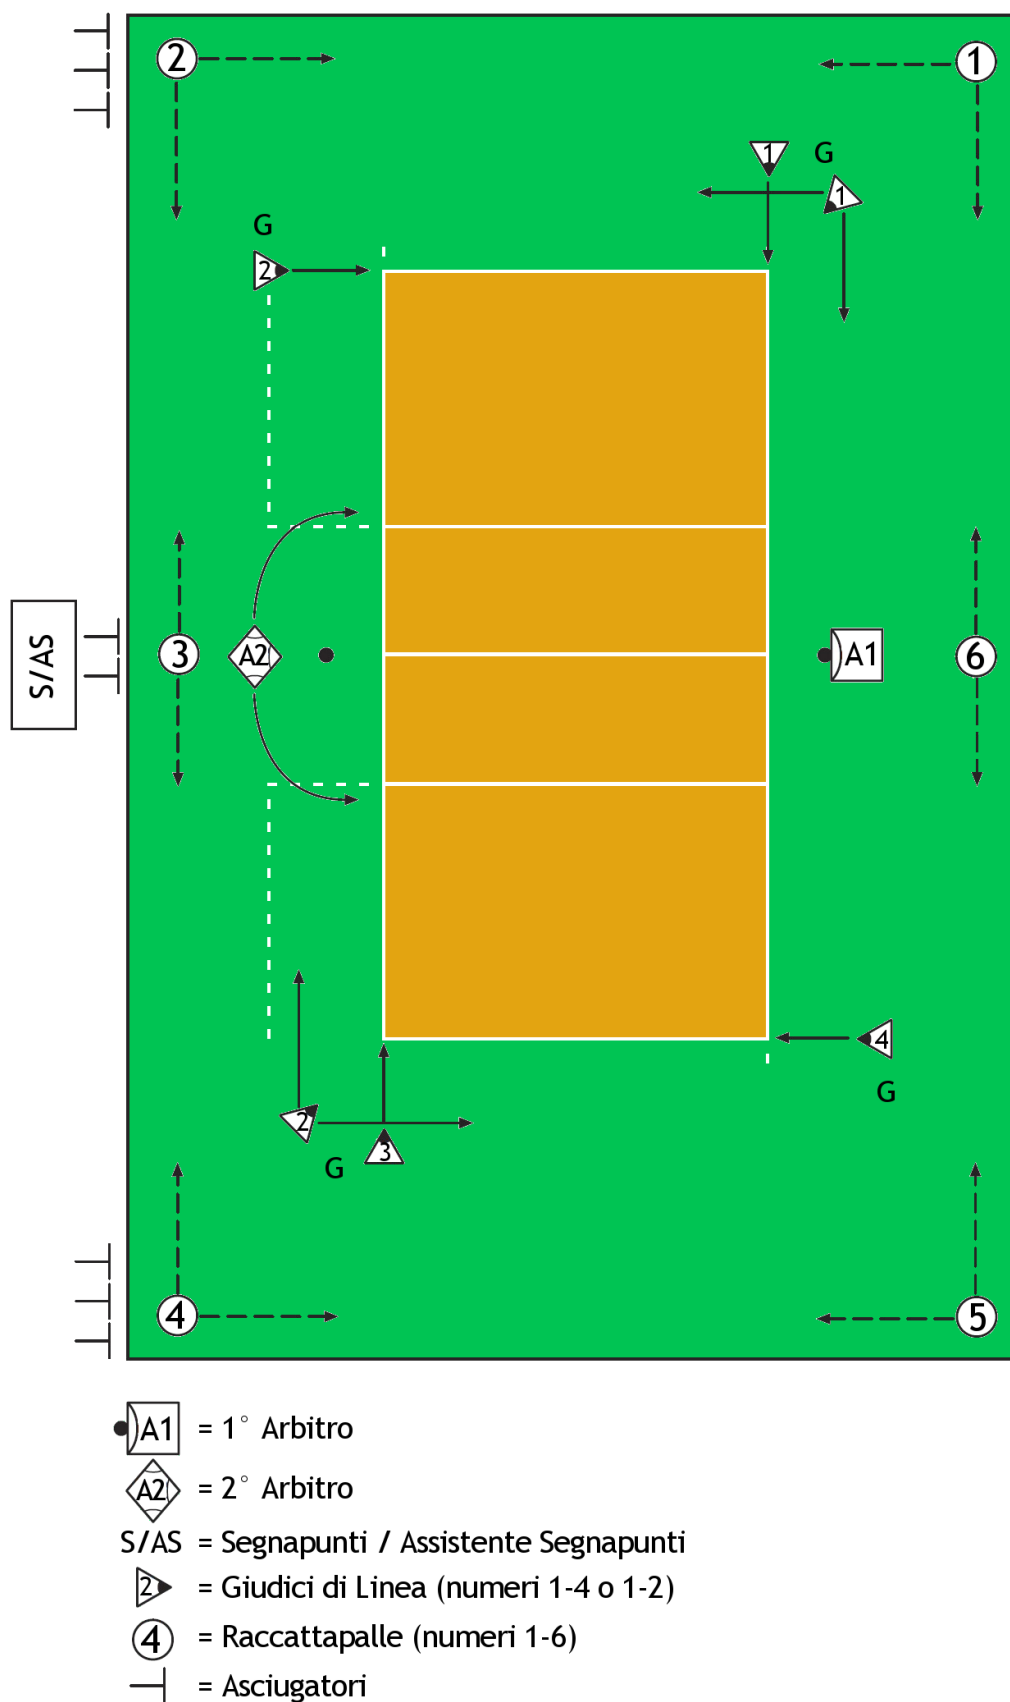 2
1
1
G
1
G
2
S/AS
3
A2
A1
6
4
G
2
G
3
4
5
A1 = 1° Arbitro
A2 = 2° Arbitro
S/AS = Segnapunti / Assistente Segnapunti
2 = Giudici di Linea (numeri 1-4 o 1-2)
4 = Raccattapalle (numeri 1-6)
= Asciugatori